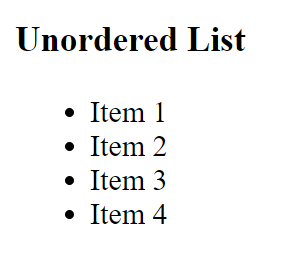 Unordered List
• Item 1
• Item 2
• Item 3
• Item 4